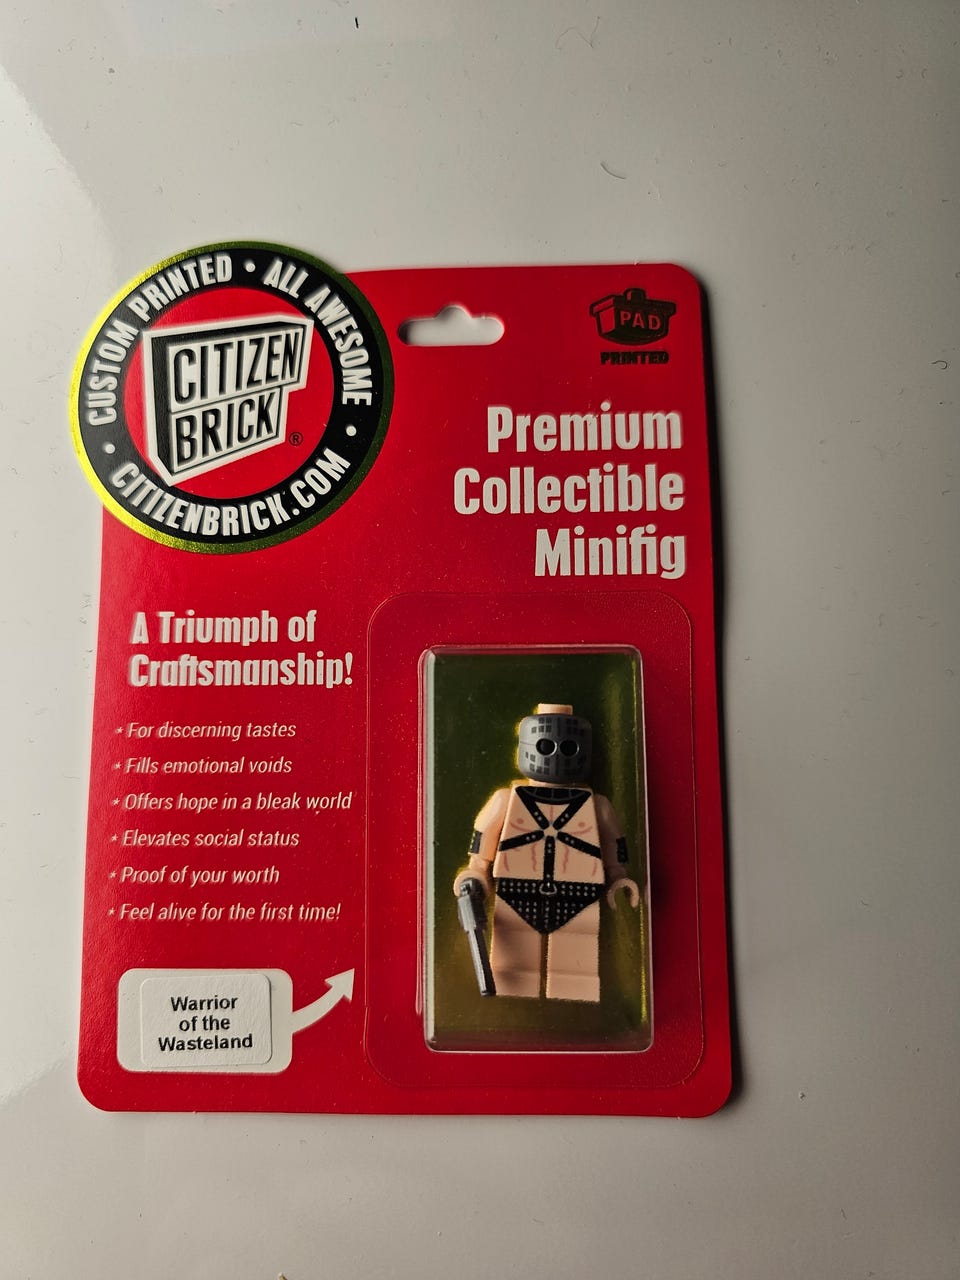 CUSTOM PRINTED • ALL AWESOME •
CITIZENBRICK.COM •
CITIZEN
BRICK®
PAD
PRINTED
Premium
Collectible
Minifig
A Triumph of
Craftsmanship!
* For discerning tastes
* Fills emotional voids
* Offers hope in a bleak world
* Elevates social status
* Proof of your worth
* Feel alive for the first time!
Warrior
of the
Wasteland